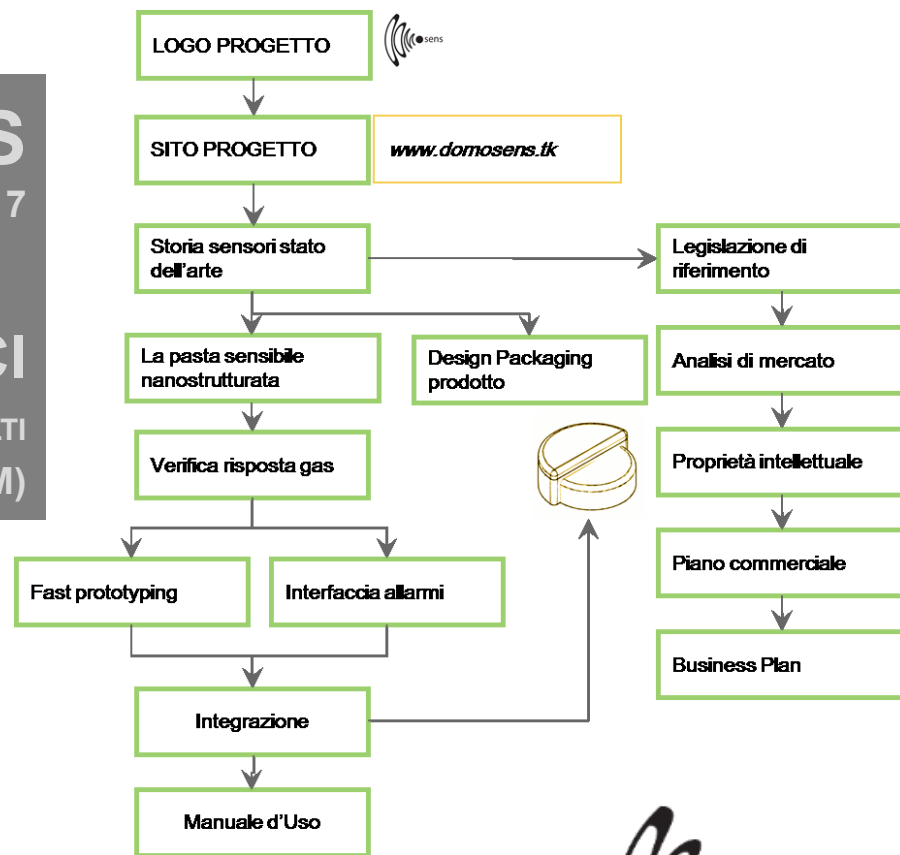 LOGO PROGETTO
sens
S
SITO PROGETTO
www.domosens.tk
7
Storia sensori stato
dell'arte
Legislazione di
riferimento
CI
La pasta sensibile
nanostrutturata
Design Packaging
prodotto
Analisi di mercato
TI
M)
Verifica risposta gas
Proprietà intellettuale
Fast prototyping
Interfaccia allarmi
Piano commerciale
Business Plan
Integrazione
Manuale d'Uso